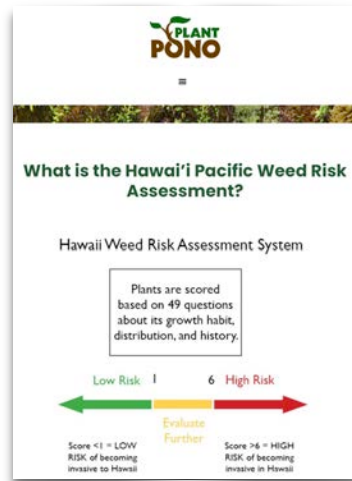 PLANT
PONO
What is the Hawai’i Pacific Weed Risk
Assessment?
Hawaii Weed Risk Assessment System
Plants are scored
based on 49 questions
about its growth habit,
distribution, and history.
Low Risk 1 6 High Risk
Evaluate
Further
Score <1 = LOW
RISK of becoming
invasive to Hawaii
Score >6 = HIGH
RISK of becoming
invasive in Hawaii